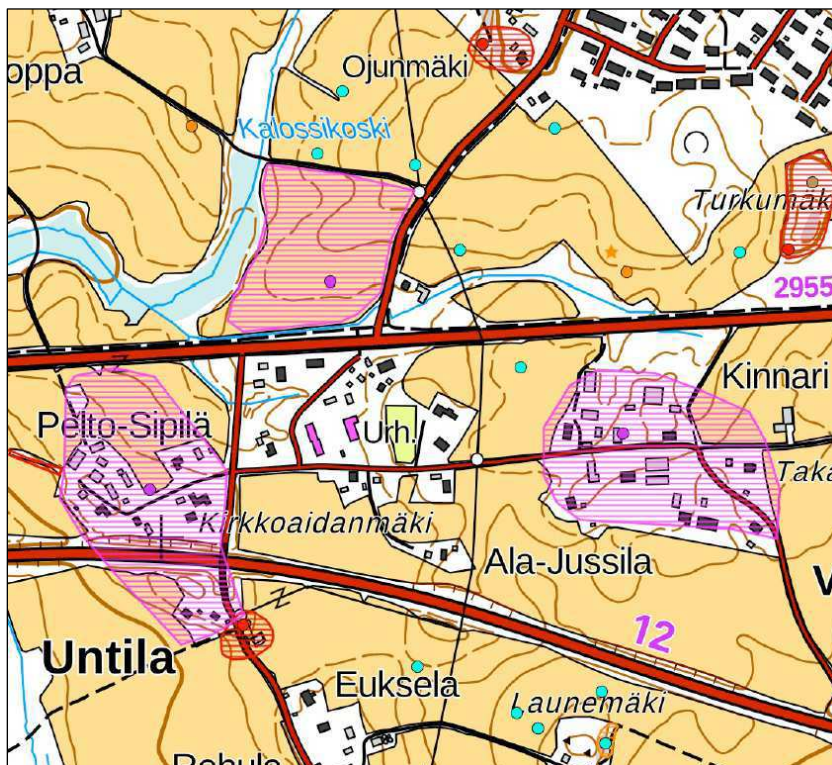 oppa
Ojunmäki
Kalossikoski
Turkumäk
2955
Kinnari
Pelto-Sipilä
Urh.
Taka
Kirkkoaidanmäki
Ala-Jussila
V
12
Untila
Euksela
Launemäki